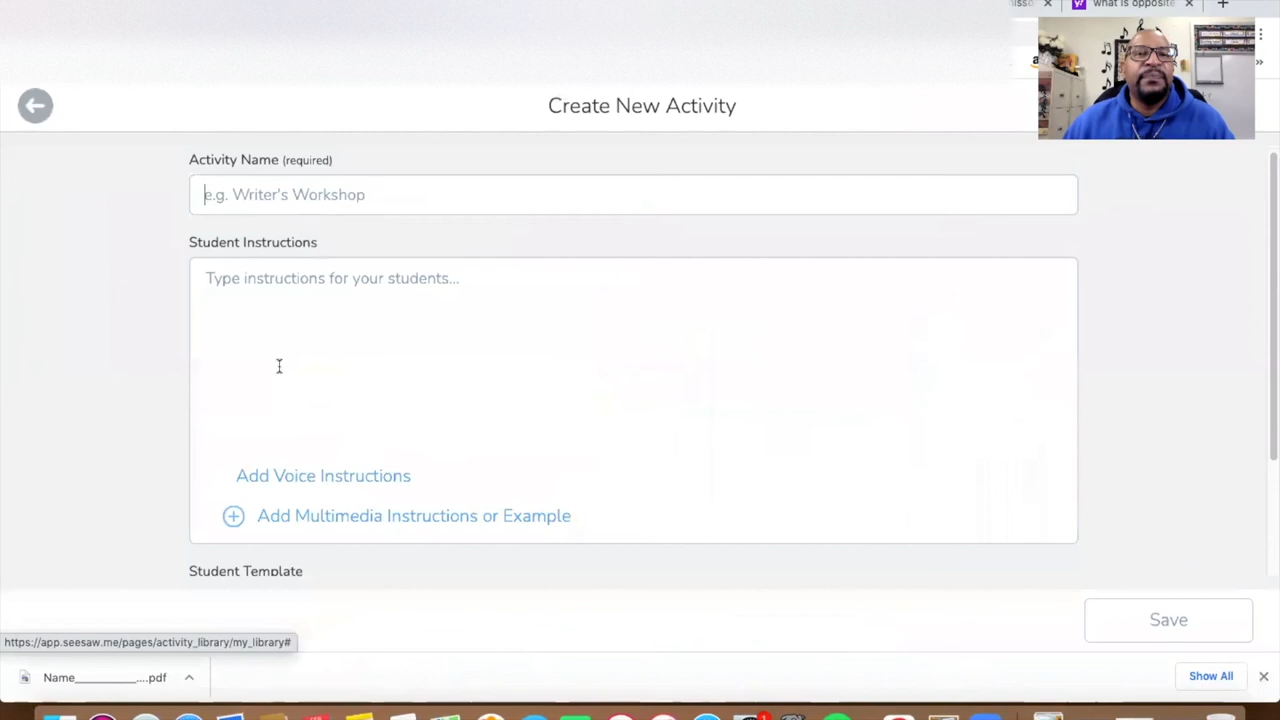 what is opposite
Create New Activity
Activity Name (required)
e.g. Writer's Workshop
Student Instructions
Type instructions for your students...
Add Voice Instructions
Add Multimedia Instructions or Example
Student Template
Save
https://app.seesaw.me/pages/activity_library/my_library#
Name__________....pdf
Show All